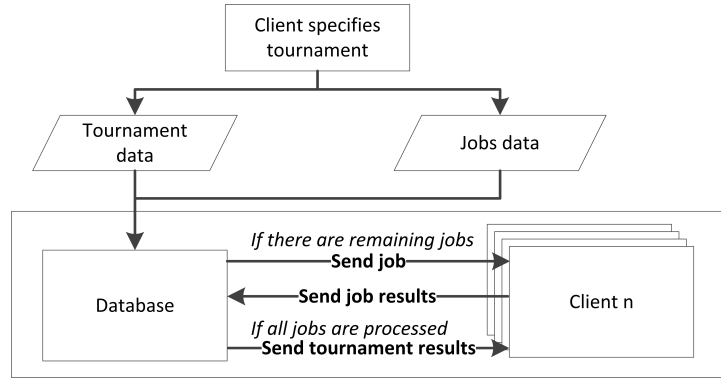 Client specifies
tournament
Tournament
data
Jobs data
If there are remaining jobs
Send job
Database
Send job results
Client n
If all jobs are processed
Send tournament results